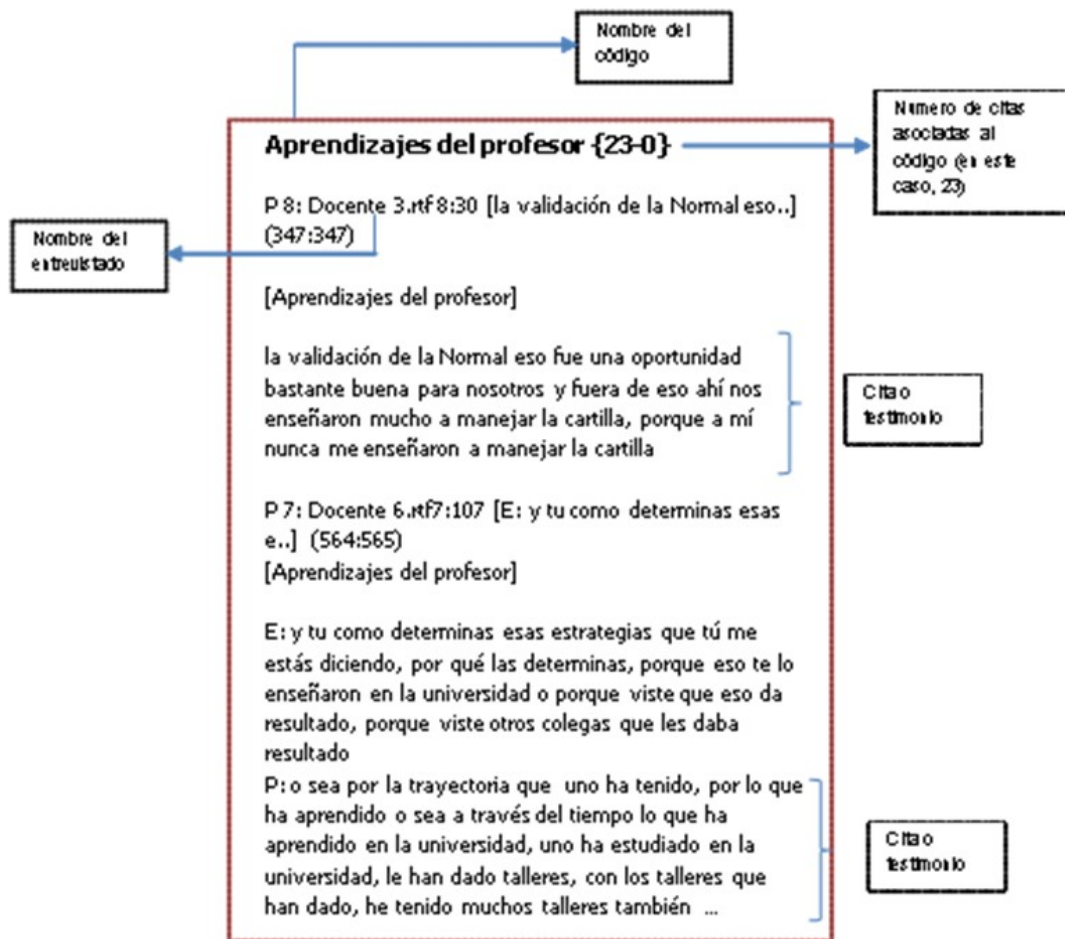 Nombre del
código
Numero de citas
asociadas al
código (en este
caso, 23)
Aprendizajes del profesor {23-0}
P 8: Docente 3.rtf 8:30 [la validación de la Normal eso..]
(347:347)
Nombre del
entreuistado
[Aprendizajes del profesor]
la validación de la Normal eso fue una oportunidad
bastante buena para nosotros y fuera de eso ahí nos
enseñaron mucho a manejar la cartilla, porque a mí
nunca me enseñaron a manejar la cartilla
Cita o
testimonio
P 7: Docente 6.rtf7:107 [E: y tu como determinas esas
e..] (564:565)
[Aprendizajes del profesor]
E: y tu como determinas esas estrategias que tú me
estás diciendo, por qué las determinas, porque eso te lo
enseñaron en la universidad o porque viste que eso da
resultado, porque viste otros colegas que les daba
resultado
P: o sea por la trayectoria que uno ha tenido, por lo que
ha aprendido o sea a través del tiempo lo que ha
aprendido en la universidad, uno ha estudiado en la
universidad, le han dado talleres, con los talleres que
han dado, he tenido muchos talleres también ...
Cita o
testimonio